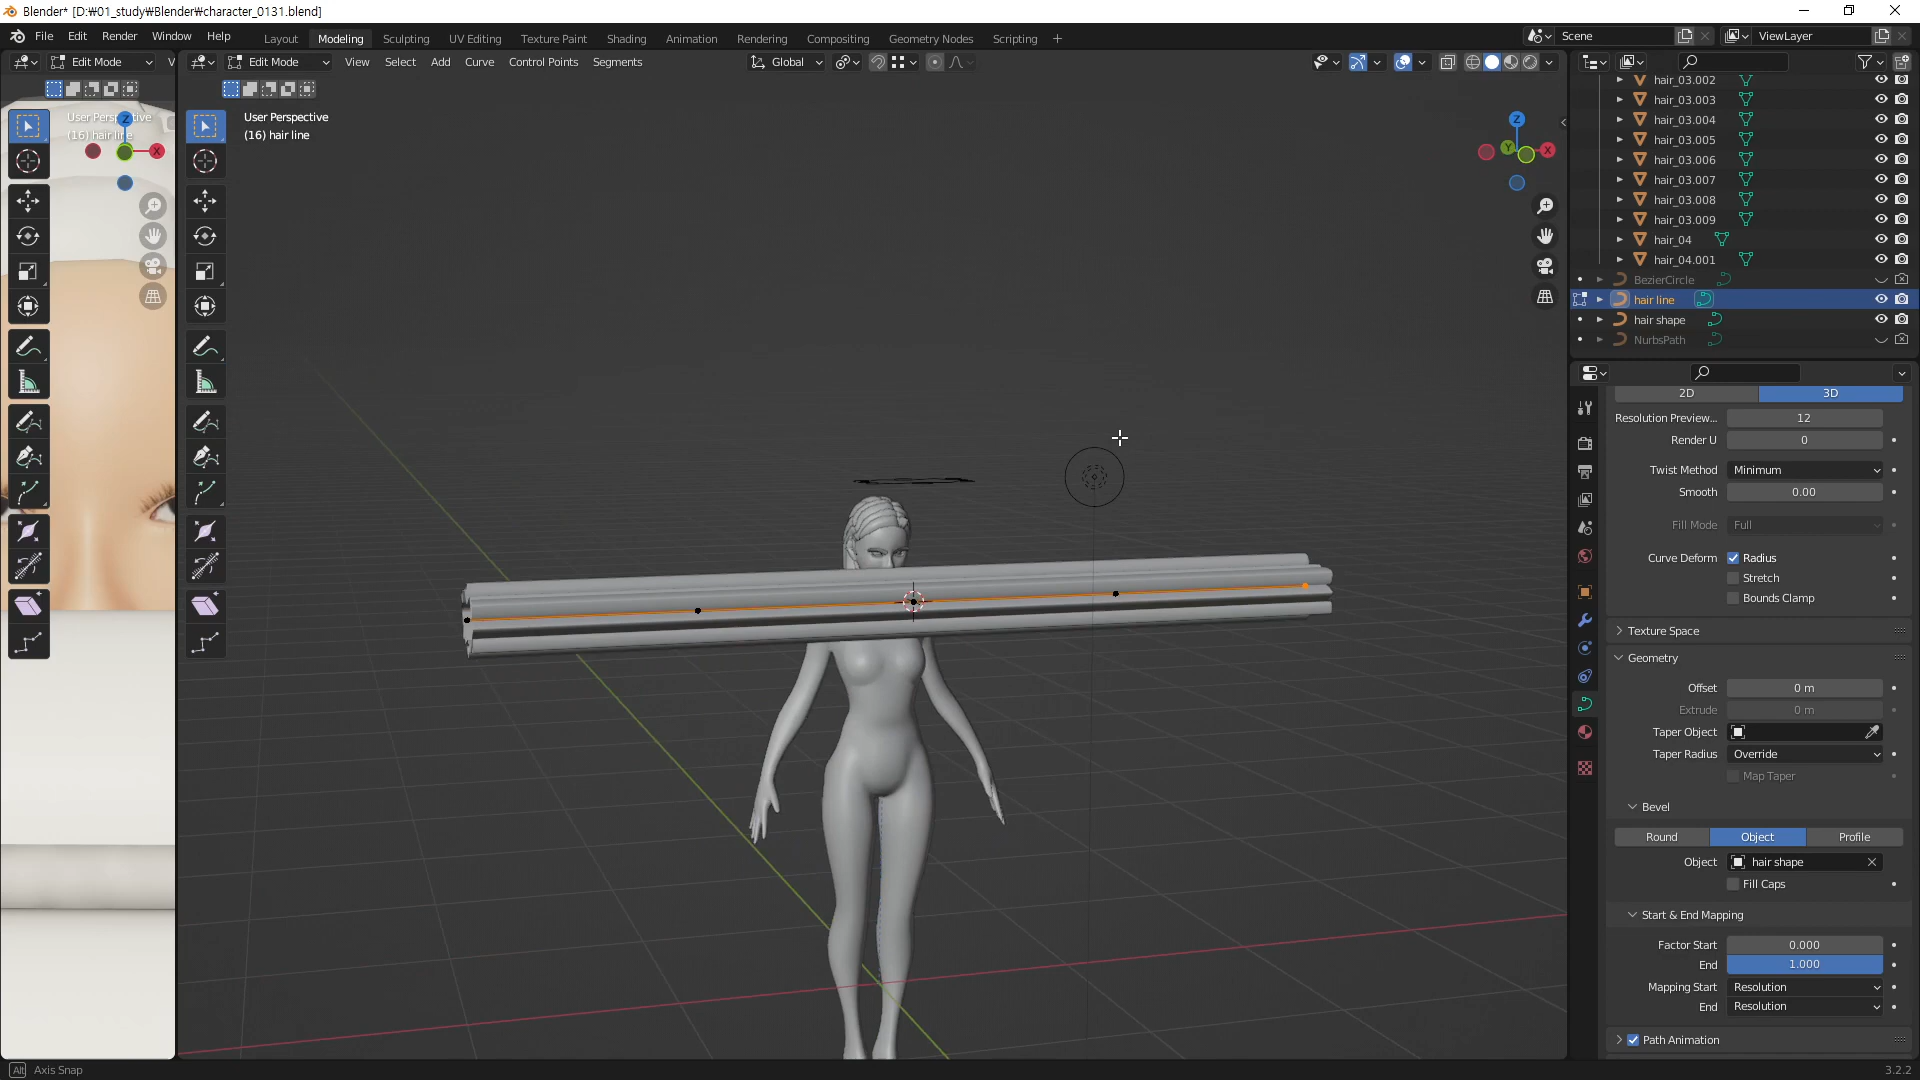 Blender* [D:￦01_study￦Blender￦character_0131.blend]
File Edit Render Window Help
Layout Modeling Sculpting UV Editing Texture Paint Shading Animation Rendering Compositing Geometry Nodes Scripting +
Scene ViewLayer
Edit Mode V
Edit Mode View Select Add Curve Control Points Segments Global
User Perspective
(16) hair line
User Perspective
(16) hair line
Z
X
Z
Y
X
hair_03.002
hair_03.003
hair_03.004
hair_03.005
hair_03.006
hair_03.007
hair_03.008
hair_03.009
hair_04
hair_04.001
BezierCircle
hair line
hair shape
NurbsPath
2D 3D
Resolution Preview... 12
Render U 0
Twist Method Minimum
Smooth 0.00
Fill Mode Full
Curve Deform Radius
Stretch
Bounds Clamp
Texture Space
Geometry
Offset 0 m
Extrude 0 m
Taper Object
Taper Radius Override
Map Taper
Bevel
Round Object Profile
Object hair shape
Fill Caps
Start & End Mapping
Factor Start 0.000
End 1.000
Mapping Start Resolution
End Resolution
Path Animation
Alt Axis Snap
3.2.2